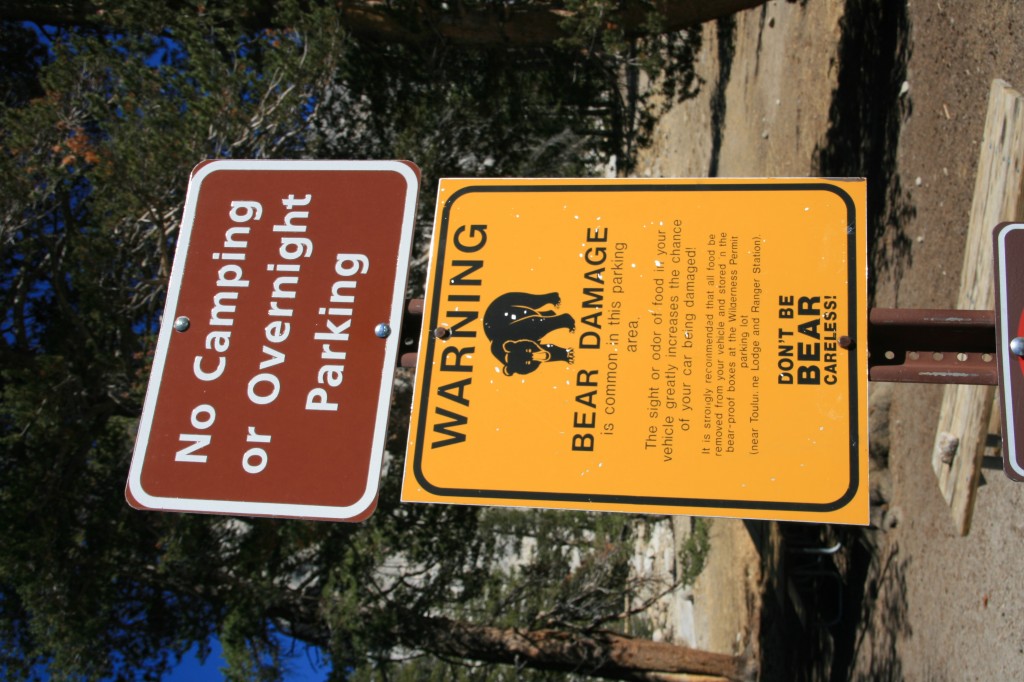 No Camping
or Overnight
Parking
WARNING
BEAR DAMAGE
is common in this parking
area.
The sight or odor of food in your
vehicle greatly increases the chance
of your car being damaged!
It is strongly recommended that all food be
removed from your vehicle and stored in the
bear-proof boxes at the Wilderness Permit
parking lot
(near Tuolumne Lodge and Ranger Station).
DON'T BE
BEAR
CARELESS!